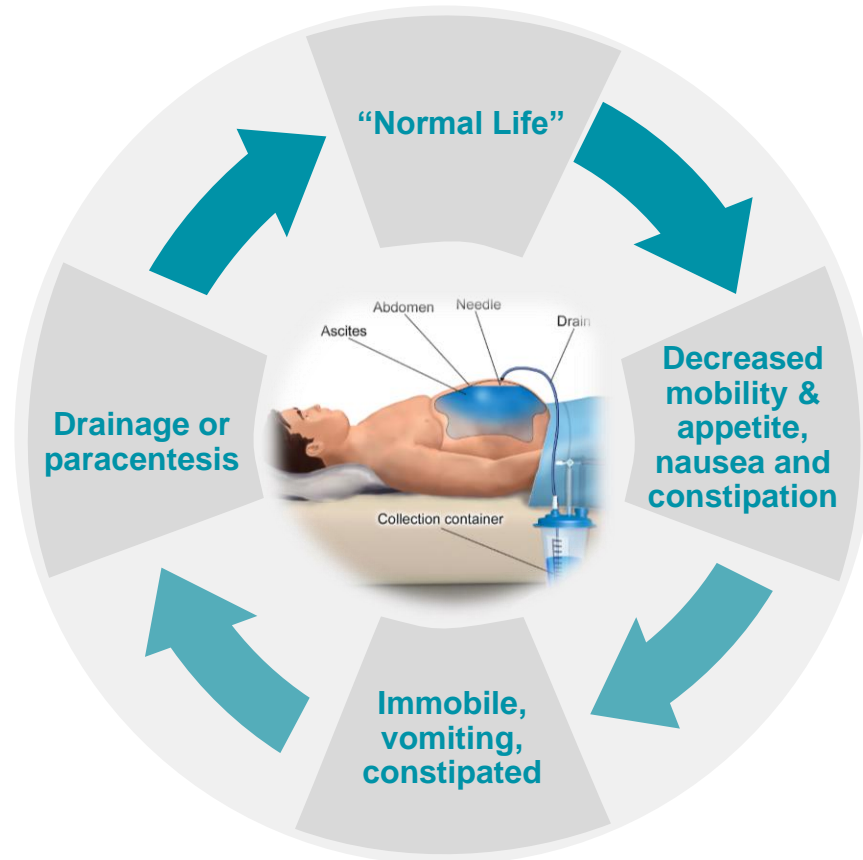 “Normal Life”
Decreased
mobility &
appetite,
nausea and
constipation
Immobile,
vomiting,
constipated
Drainage or
paracentesis
Abdomen
Needle
Ascites
Drain
Collection container